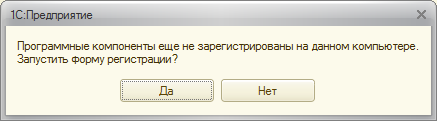 1С:Предприятие
Программные компоненты еще не зарегистрированы на данном компьютере.
Запустить форму регистрации?
Да
Нет